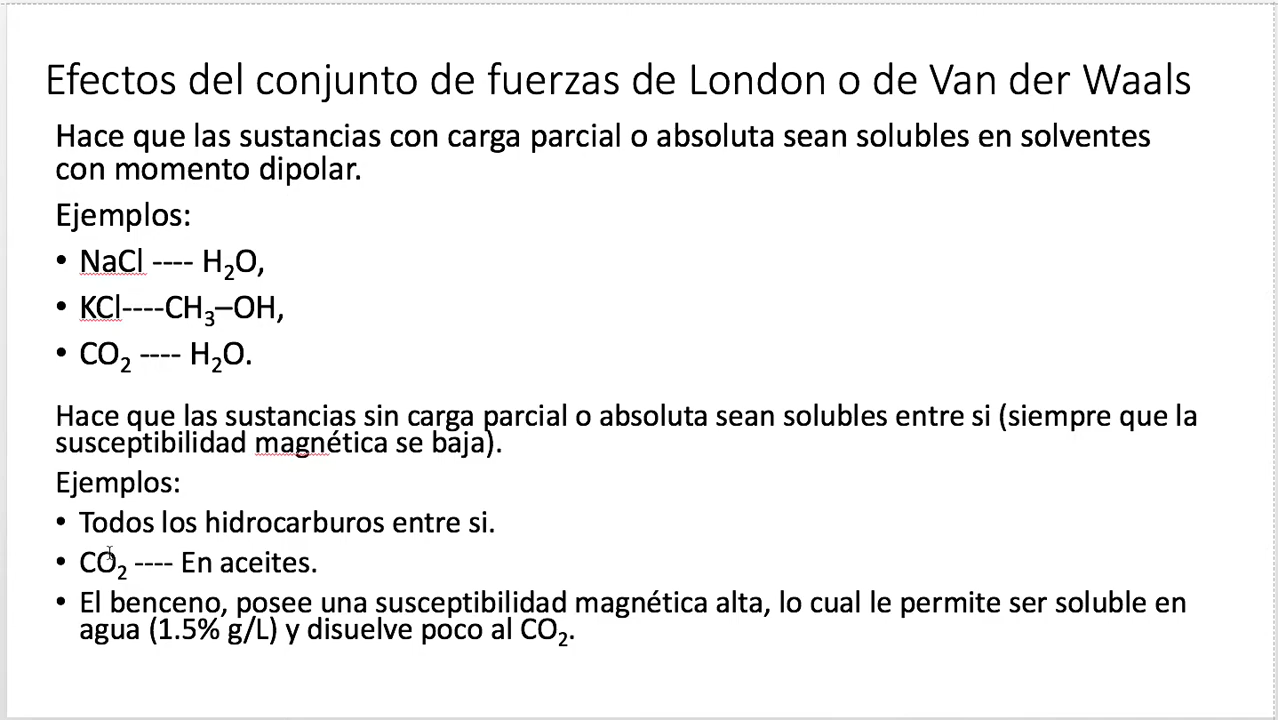 Efectos del conjunto de fuerzas de London o de Van der Waals
Hace que las sustancias con carga parcial o absoluta sean solubles en solventes
con momento dipolar.
Ejemplos:
• NaCl ---- H₂O,
• KCl----CH₃–OH,
• CO₂ ---- H₂O.
Hace que las sustancias sin carga parcial o absoluta sean solubles entre si (siempre que la
susceptibilidad magnética se baja).
Ejemplos:
• Todos los hidrocarburos entre si.
• CO₂ ---- En aceites.
• El benceno, posee una susceptibilidad magnética alta, lo cual le permite ser soluble en
agua (1.5% g/L) y disuelve poco al CO₂.